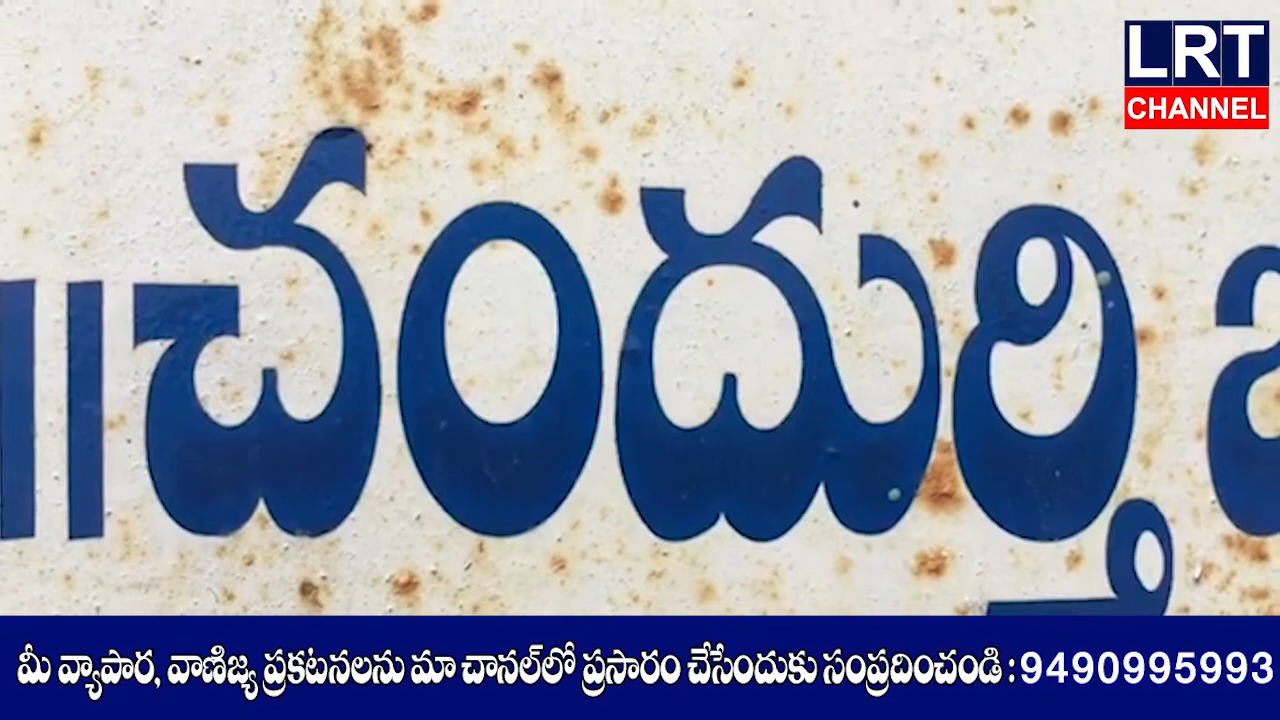 LRT
CHANNEL
॥చందుర్తి
మీ వ్యాపార, వాణిజ్య ప్రకటనలను మా చానల్‌లో ప్రసారం చేసేందుకు సంప్రదించండి : 9490995993